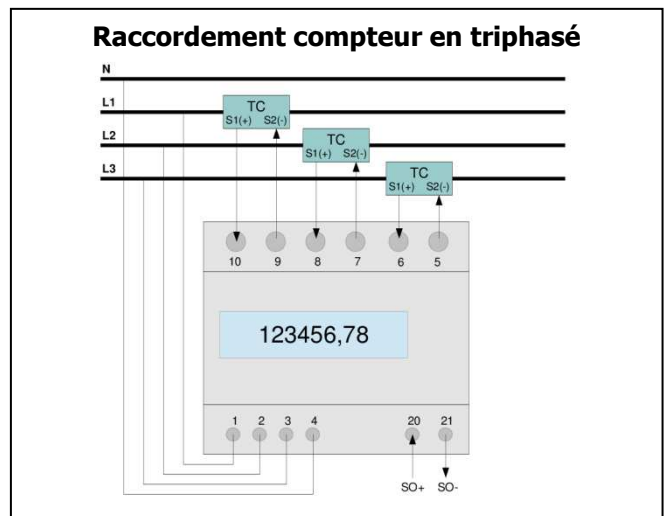 Raccordement compteur en triphasé
N
L1
TC
S1(+) S2(-)
L2
TC
S1(+) S2(-)
L3
TC
S1(+) S2(-)
10 9 8 7 6 5
123456,78
1 2 3 4 20 21
SO+ SO-